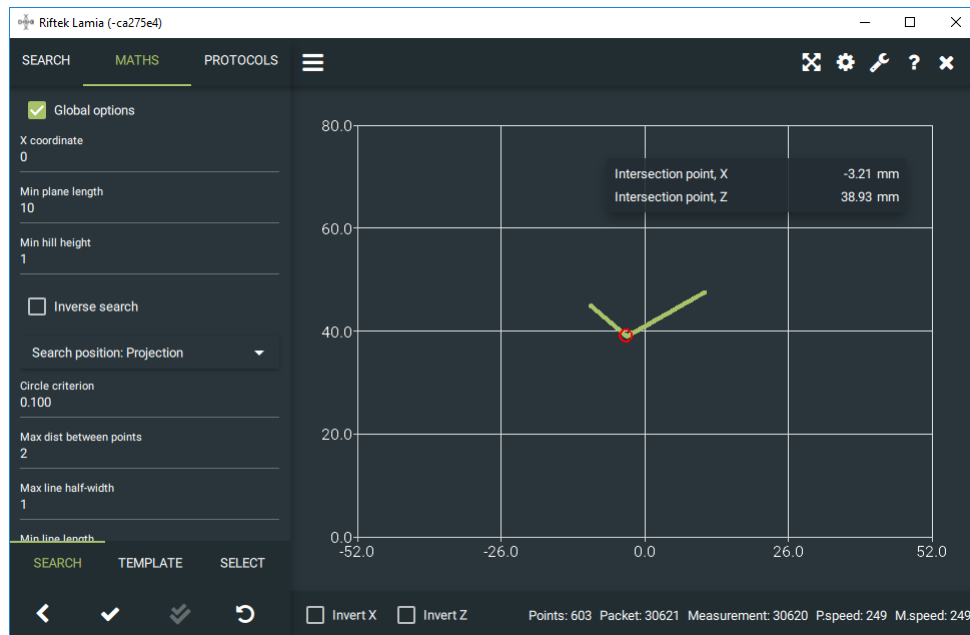 Riftek Lamia (-ca275e4)
SEARCH MATHS PROTOCOLS
Global options
X coordinate
0
Min plane length
10
Min hill height
1
Inverse search
Search position: Projection
Circle criterion
0.100
Max dist between points
2
Max line half-width
1
Min line length
SEARCH TEMPLATE SELECT
?
80.0
60.0
40.0
20.0
0.0
-52.0 -26.0 0.0 26.0 52.0
Intersection point, X -3.21 mm
Intersection point, Z 38.93 mm
Invert X Invert Z Points: 603 Packet: 30621 Measurement: 30620 P.speed: 249 M.speed: 249